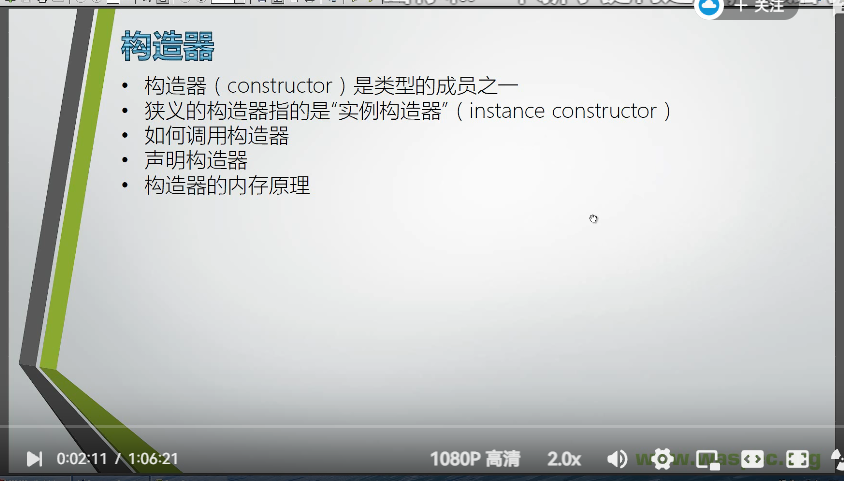 关注
构造器
• 构造器（constructor）是类型的成员之一
• 狭义的构造器指的是“实例构造器”（instance constructor）
• 如何调用构造器
• 声明构造器
• 构造器的内存原理
0:02:11 / 1:06:21
1080P 高清
2.0x